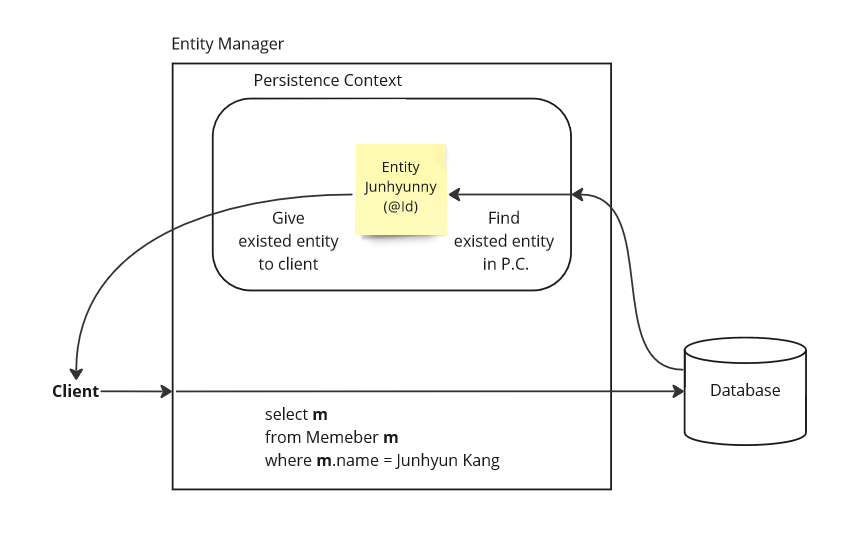 Entity Manager
Persistence Context
Entity
Junhyunny
(@Id)
Give
existed entity
to client
Find
existed entity
in P.C.
Client
Database
select m
from Memeber m
where m.name = Junhyun Kang